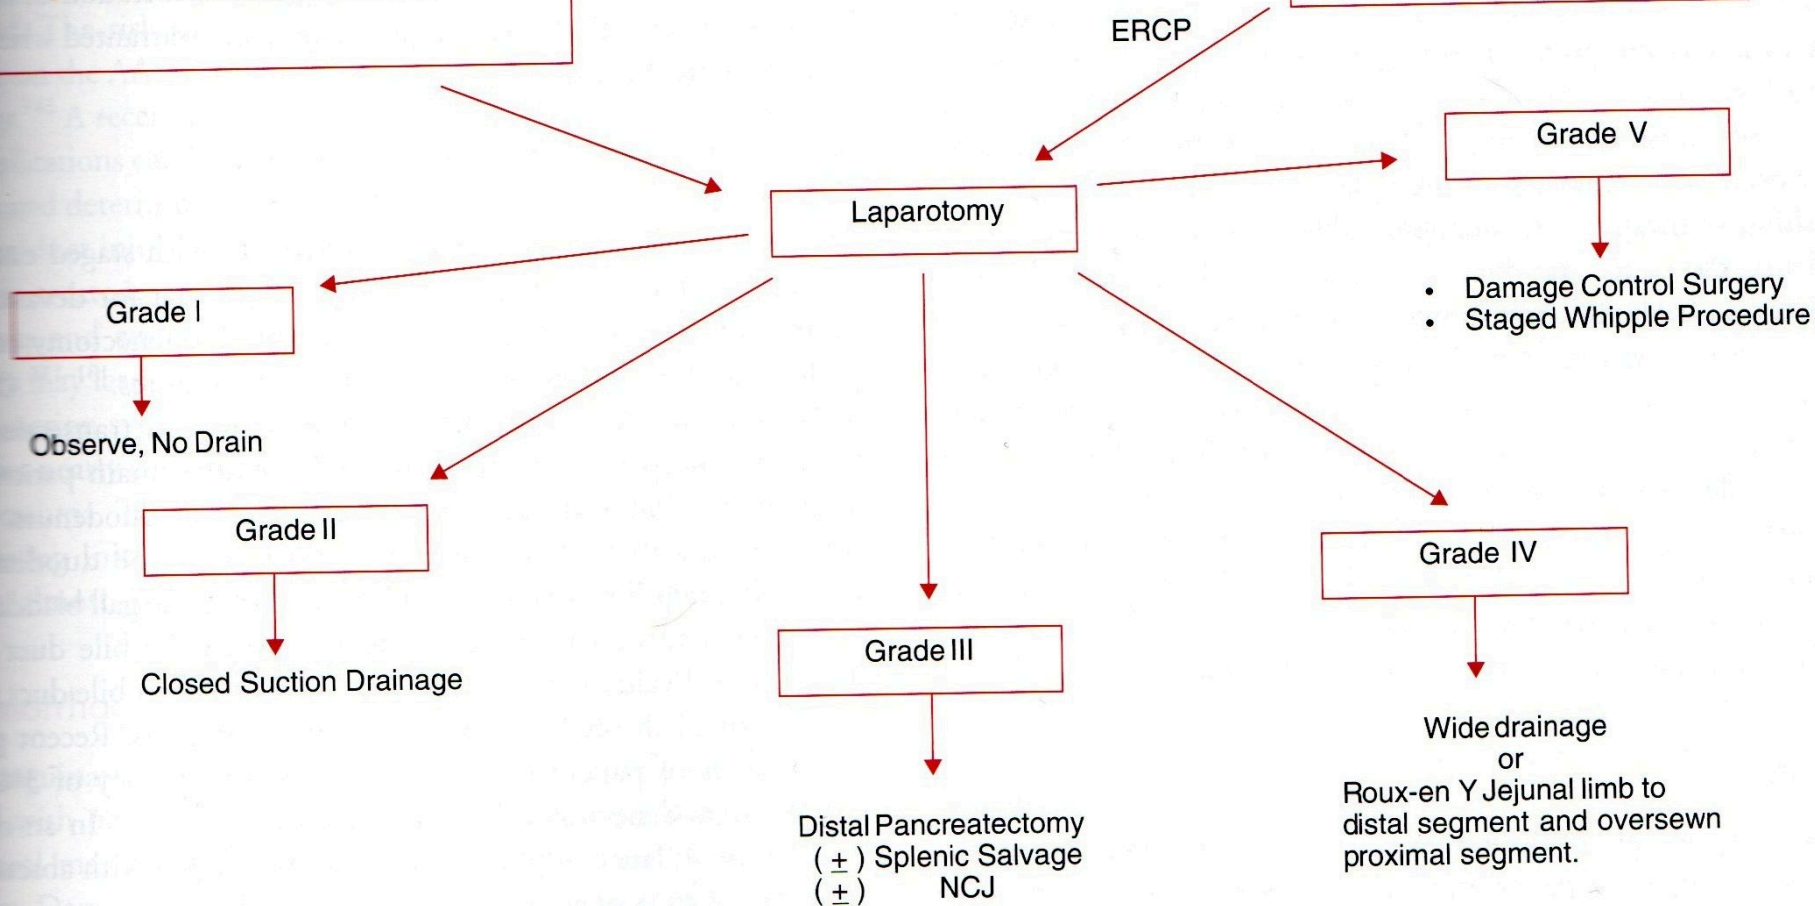 ERCP
Grade V
Laparotomy
• Damage Control Surgery
• Staged Whipple Procedure
Grade I
Observe, No Drain
Grade II
Grade IV
Grade III
Closed Suction Drainage
Wide drainage
or
Roux-en Y Jejunal limb to
distal segment and oversewn
proximal segment.
Distal Pancreatectomy
(±) Splenic Salvage
(±) NCJ